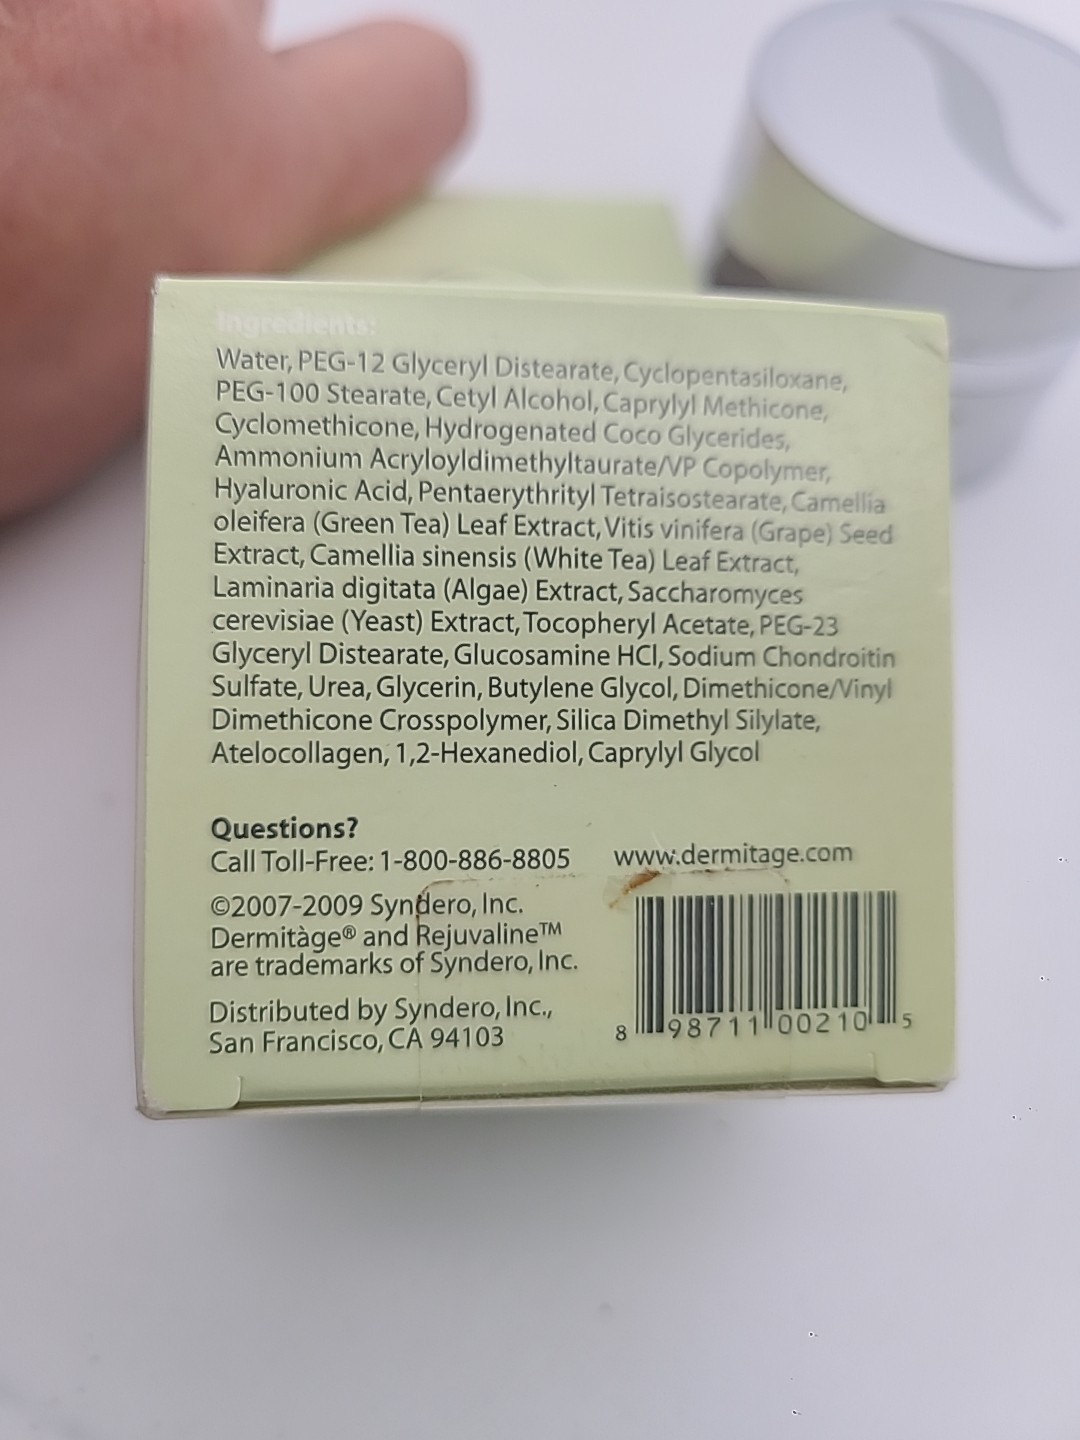 Ingredients:
Water, PEG-12 Glyceryl Distearate, Cyclopentasiloxane,
PEG-100 Stearate, Cetyl Alcohol, Caprylyl Methicone,
Cyclomethicone, Hydrogenated Coco Glycerides,
Ammonium Acryloyldimethyltaurate/VP Copolymer,
Hyaluronic Acid, Pentaerythrityl Tetraisostearate, Camellia
oleifera (Green Tea) Leaf Extract, Vitis vinifera (Grape) Seed
Extract, Camellia sinensis (White Tea) Leaf Extract,
Laminaria digitata (Algae) Extract, Saccharomyces
cerevisiae (Yeast) Extract, Tocopheryl Acetate, PEG-23
Glyceryl Distearate, Glucosamine HCl, Sodium Chondroitin
Sulfate, Urea, Glycerin, Butylene Glycol, Dimethicone/Vinyl
Dimethicone Crosspolymer, Silica Dimethyl Silylate,
Atelocollagen, 1,2-Hexanediol, Caprylyl Glycol
Questions?
Call Toll-Free: 1-800-886-8805 www.dermitage.com
©2007-2009 Syndero, Inc.
Dermitàge® and Rejuvaline™
are trademarks of Syndero, Inc.
Distributed by Syndero, Inc.,
San Francisco, CA 94103
8 98711 00210 5